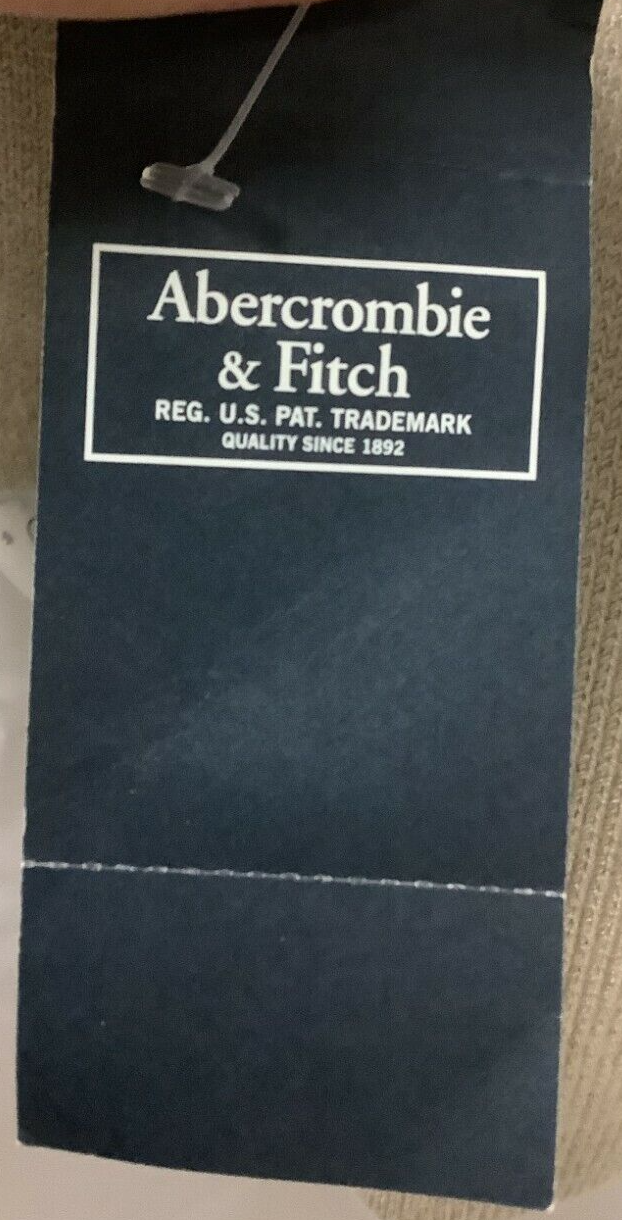 Abercrombie
& Fitch
REG. U.S. PAT. TRADEMARK
QUALITY SINCE 1892